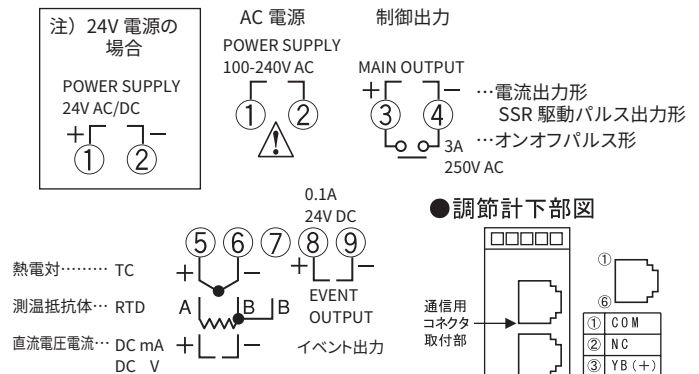 注）24V 電源の
場合
POWER SUPPLY
24V AC/DC
+ −
① ②
AC 電源
POWER SUPPLY
100-240V AC
① ②
制御出力
MAIN OUTPUT
+ −
③ ④
…電流出力形
SSR 駆動パルス出力形
…オンオフパルス形
3A
250V AC
0.1A
24V DC
⑤ ⑥ ⑦ ⑧ ⑨
熱電対……… TC + −
+ −
EVENT
OUTPUT
イベント出力
測温抵抗体… RTD A B B
直流電圧電流… DC mA + −
DC V
●調節計下部図
通信用
コネクタ
取付部
①
⑥
① COM
② NC
③ YB(+)